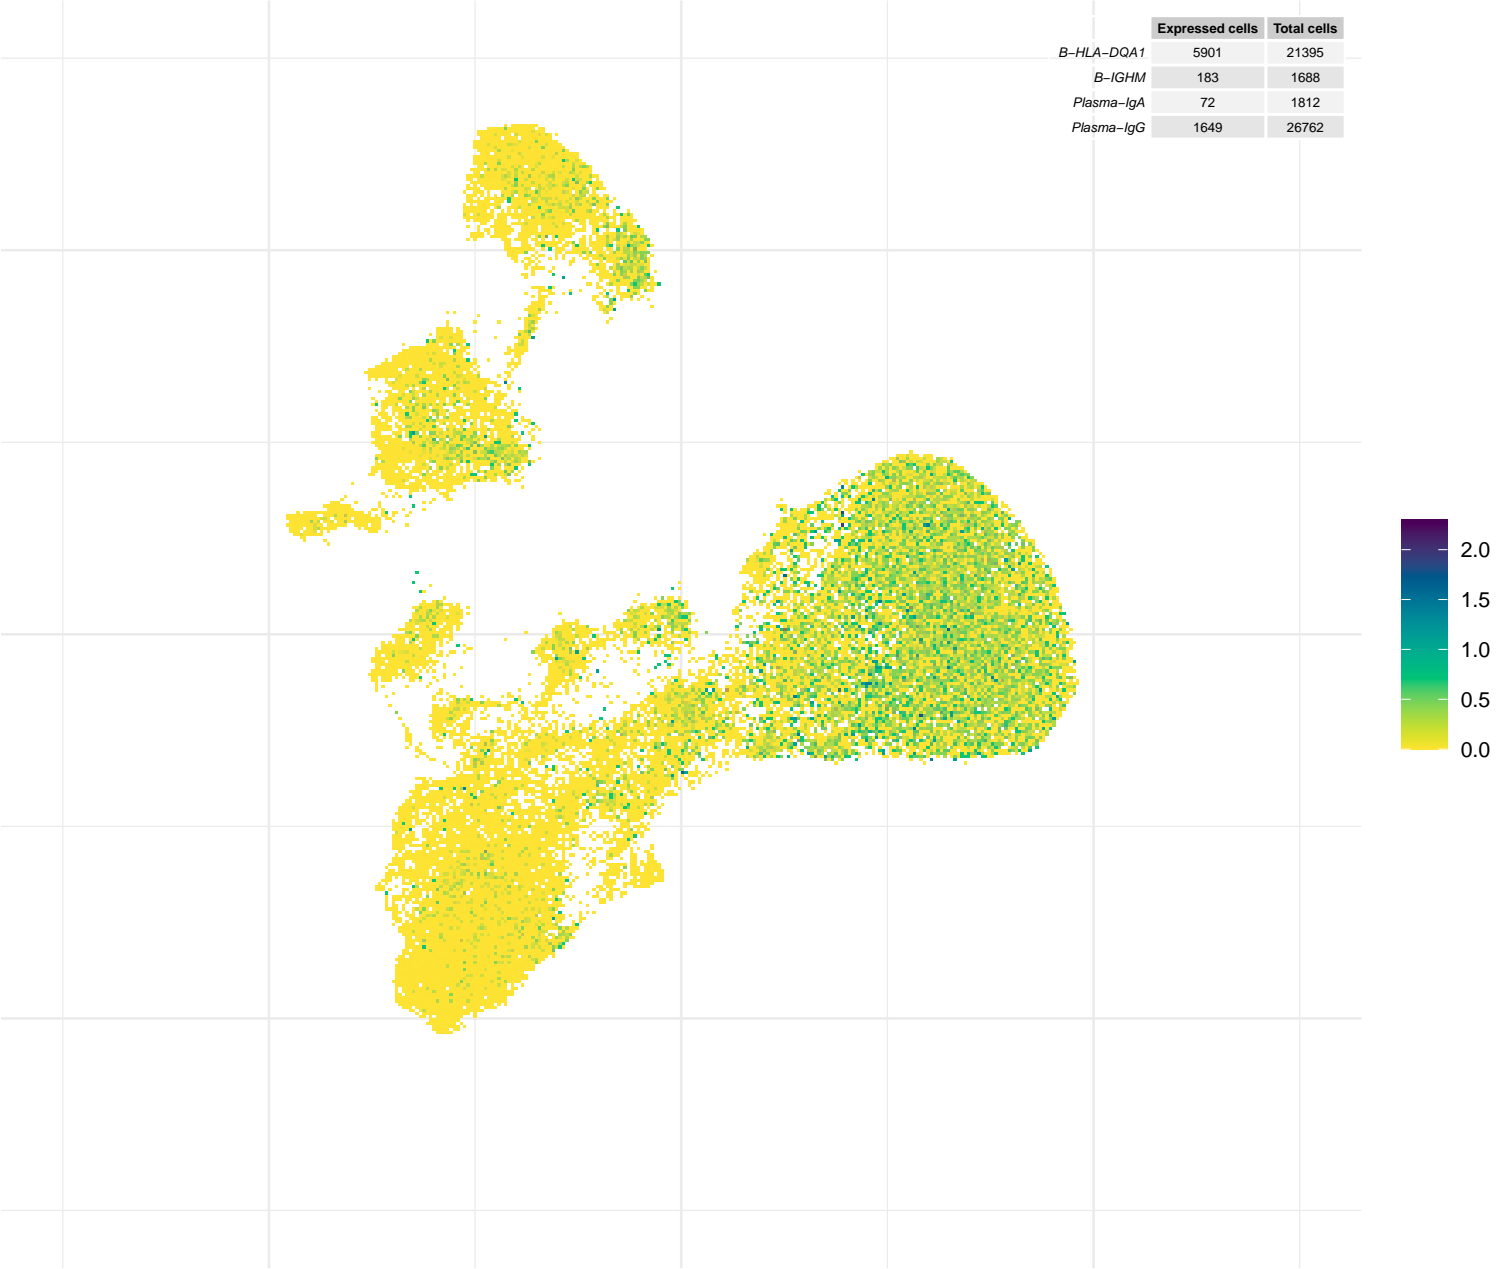 Expressed cells Total cells
B−HLA−DQA1 5901 21395
B−IGHM 183 1688
Plasma−IgA 72 1812
Plasma−IgG 1649 26762
2.0
1.5
1.0
0.5
0.0